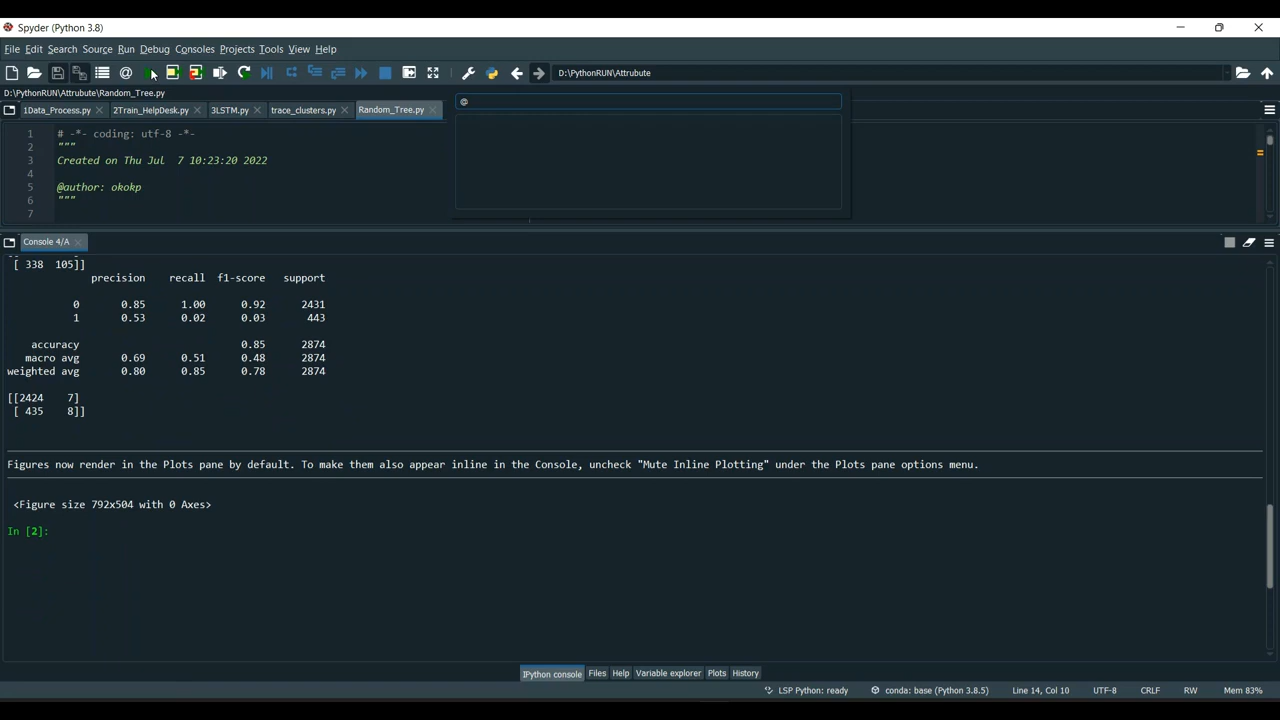 Spyder (Python 3.8)
File Edit Search Source Run Debug Consoles Projects Tools View Help
D:\PythonRUN\Attrubute
D:\PythonRUN\Attrubute\Random_Tree.py
1Data_Process.py 2Train_HelpDesk.py 3LSTM.py trace_clusters.py Random_Tree.py
@
1 # -*- coding: utf-8 -*-
2 """
3 Created on Thu Jul  7 10:23:20 2022
4
5 @author: okokp
6 """
7
Console 4/A
[ 338  105]]
precision recall f1-score support
0 0.85 1.00 0.92 2431
1 0.53 0.02 0.03 443
accuracy 0.85 2874
macro avg 0.69 0.51 0.48 2874
weighted avg 0.80 0.85 0.78 2874
[[2424    7]
[ 435    8]]
Figures now render in the Plots pane by default. To make them also appear inline in the Console, uncheck "Mute Inline Plotting" under the Plots pane options menu.
<Figure size 792x504 with 0 Axes>
In [2]:
IPython console Files Help Variable explorer Plots History
LSP Python: ready conda: base (Python 3.8.5) Line 14, Col 10 UTF-8 CRLF RW Mem 83%